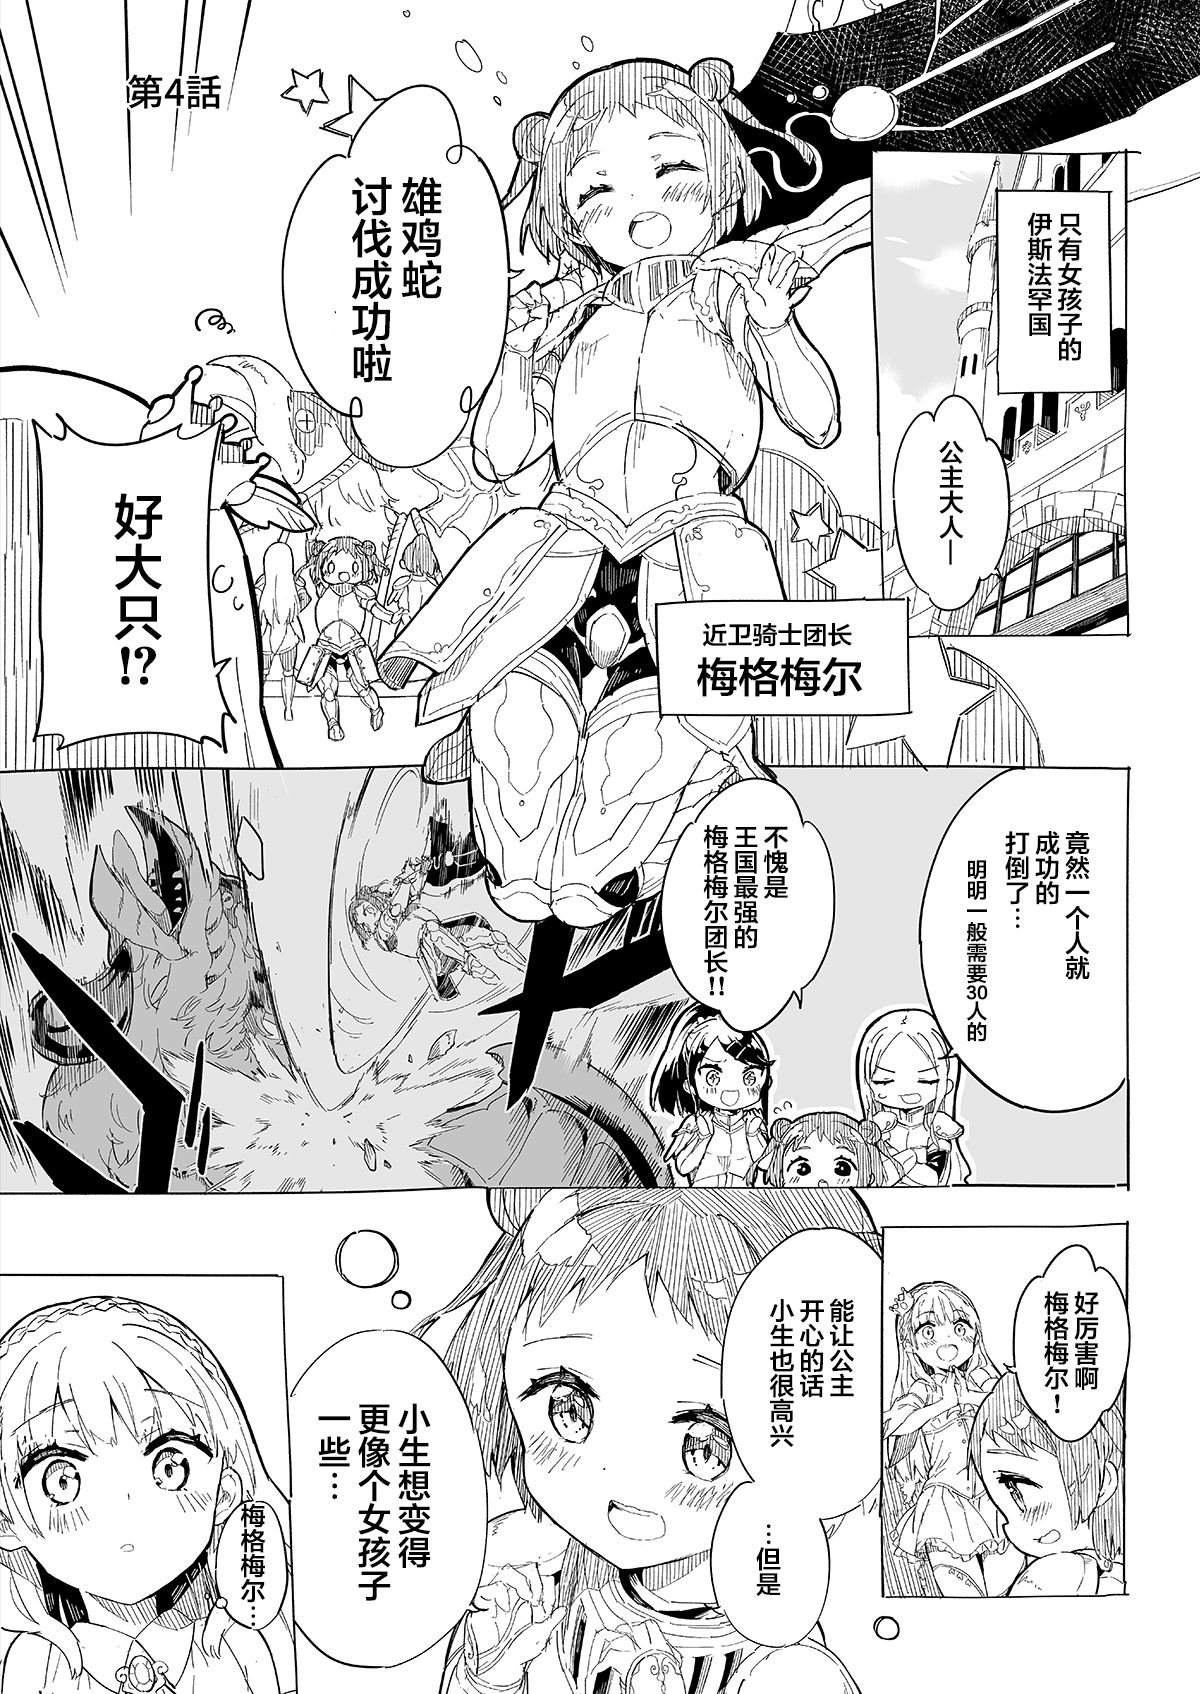 第4話
只有女孩子的
伊斯法罕国
公主大人—
雄鸡蛇
讨伐成功啦
近卫骑士团长
梅格梅尔
好大只!?
竟然一个人就
成功的
打倒了…
明明一般需要30人的
不愧是
王国最强的
梅格梅尔团长!!
好厉害啊
梅格梅尔!
能让公主
开心的话
小生也很高兴
…但是
小生想变得
更像个女孩子
一些…
梅格梅尔…